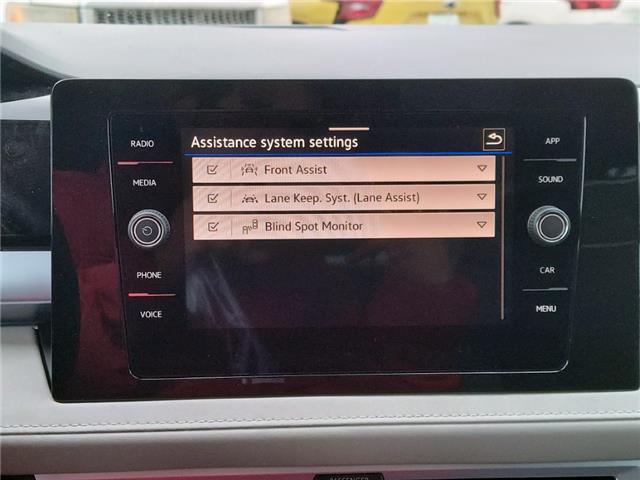 RADIO
MEDIA
PHONE
VOICE
Assistance system settings
Front Assist
Lane Keep. Syst. (Lane Assist)
Blind Spot Monitor
APP
SOUND
CAR
MENU
PASSENGER